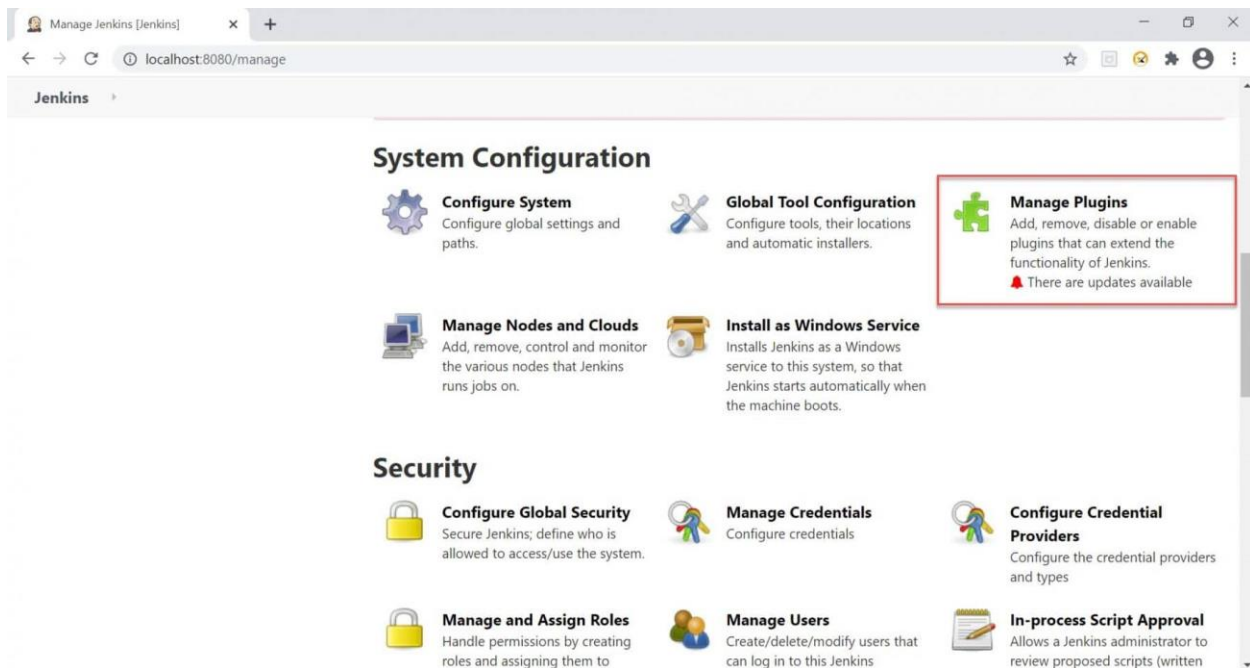 Manage Jenkins [Jenkins]
localhost:8080/manage
Jenkins
System Configuration
Configure System
Configure global settings and
paths.
Global Tool Configuration
Configure tools, their locations
and automatic installers.
Manage Plugins
Add, remove, disable or enable
plugins that can extend the
functionality of Jenkins.
There are updates available
Manage Nodes and Clouds
Add, remove, control and monitor
the various nodes that Jenkins
runs jobs on.
Install as Windows Service
Installs Jenkins as a Windows
service to this system, so that
Jenkins starts automatically when
the machine boots.
Security
Configure Global Security
Secure Jenkins; define who is
allowed to access/use the system.
Manage Credentials
Configure credentials
Configure Credential
Providers
Configure the credential providers
and types
Manage and Assign Roles
Handle permissions by creating
roles and assigning them to
Manage Users
Create/delete/modify users that
can log in to this Jenkins
In-process Script Approval
Allows a Jenkins administrator to
review proposed scripts (written